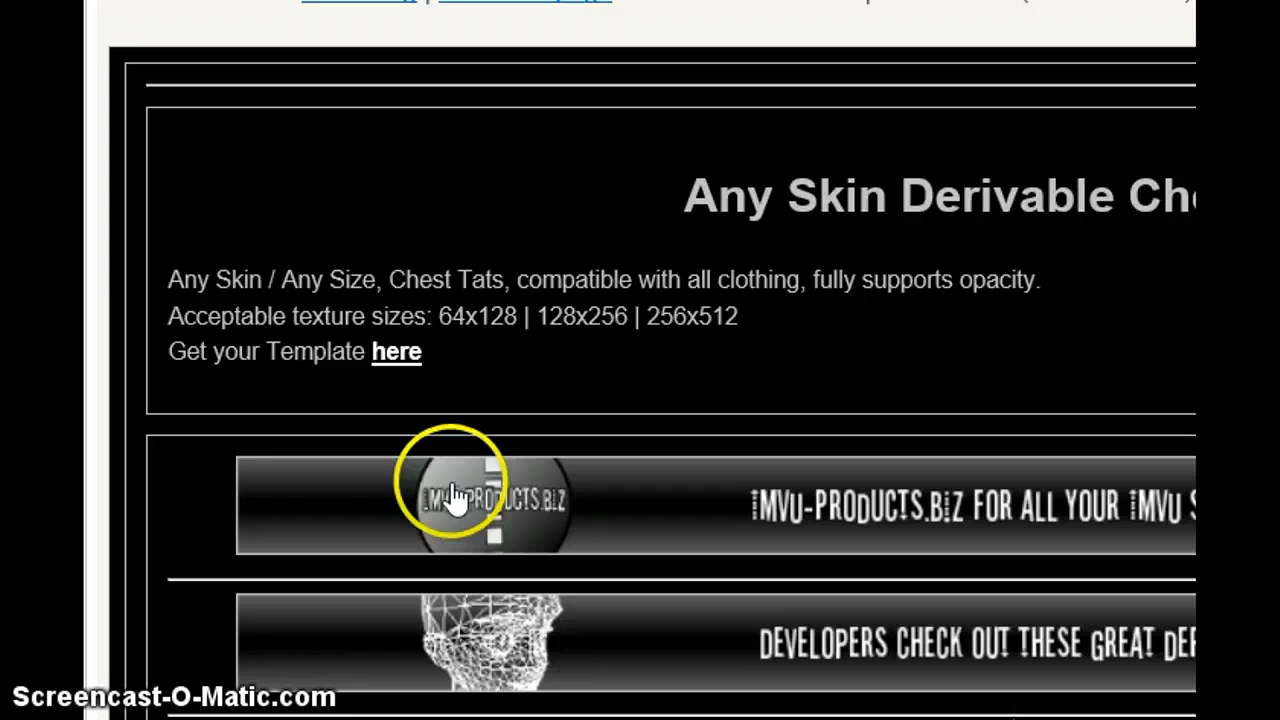 Any Skin Derivable
Any Skin / Any Size, Chest Tats, compatible with all clothing, fully supports opacity.
Acceptable texture sizes: 64x128 | 128x256 | 256x512
Get your Template here
IMVU-PRODUCTS.BIZ
IMVU-PRODUCTS.BIZ FOR ALL YOUR IMVU
DEVELOPERS CHECK OUT THESE GREAT
Screencast-O-Matic.com